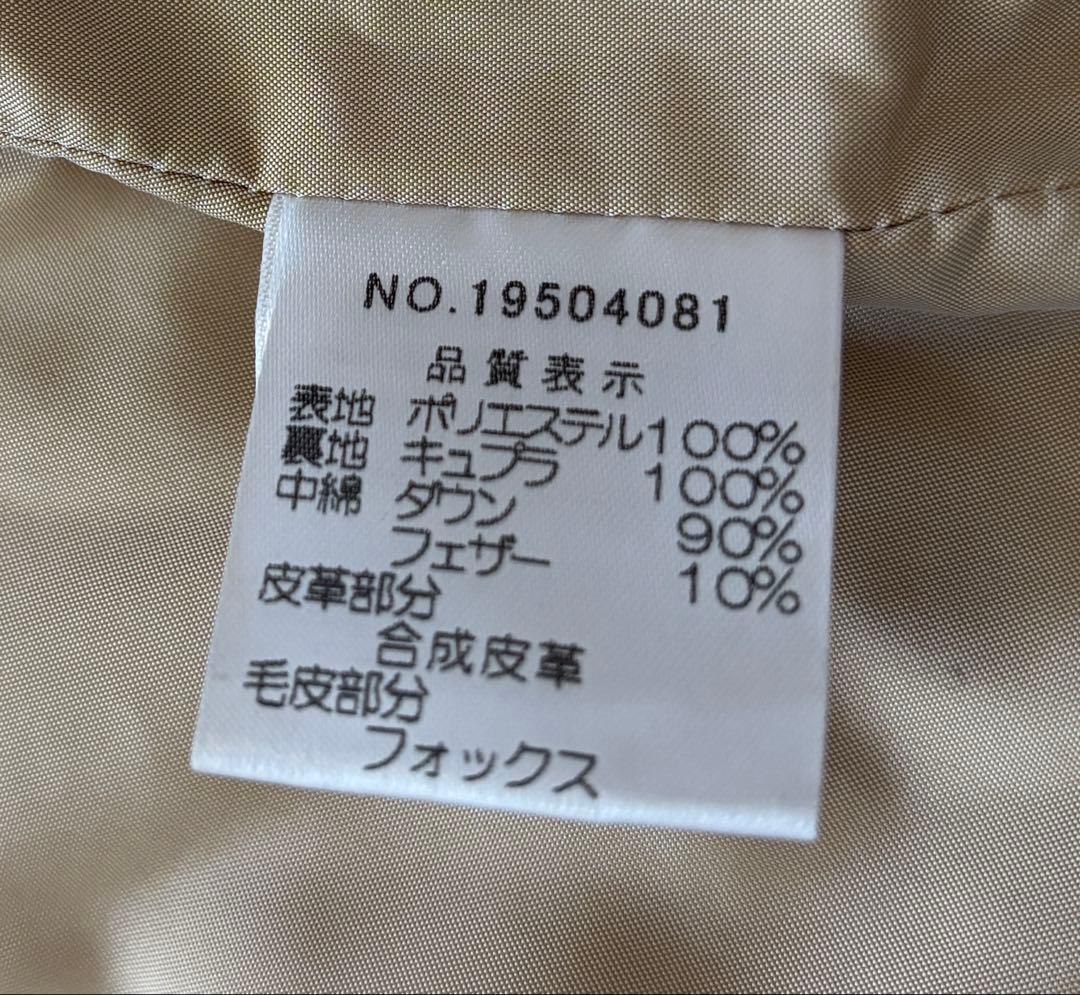 NO.19504081
品質表示
表地 ポリエステル100%
裏地 キュプラ 100%
中綿 ダウン 90%
フェザー 10%
皮革部分
合成皮革
毛皮部分
フォックス